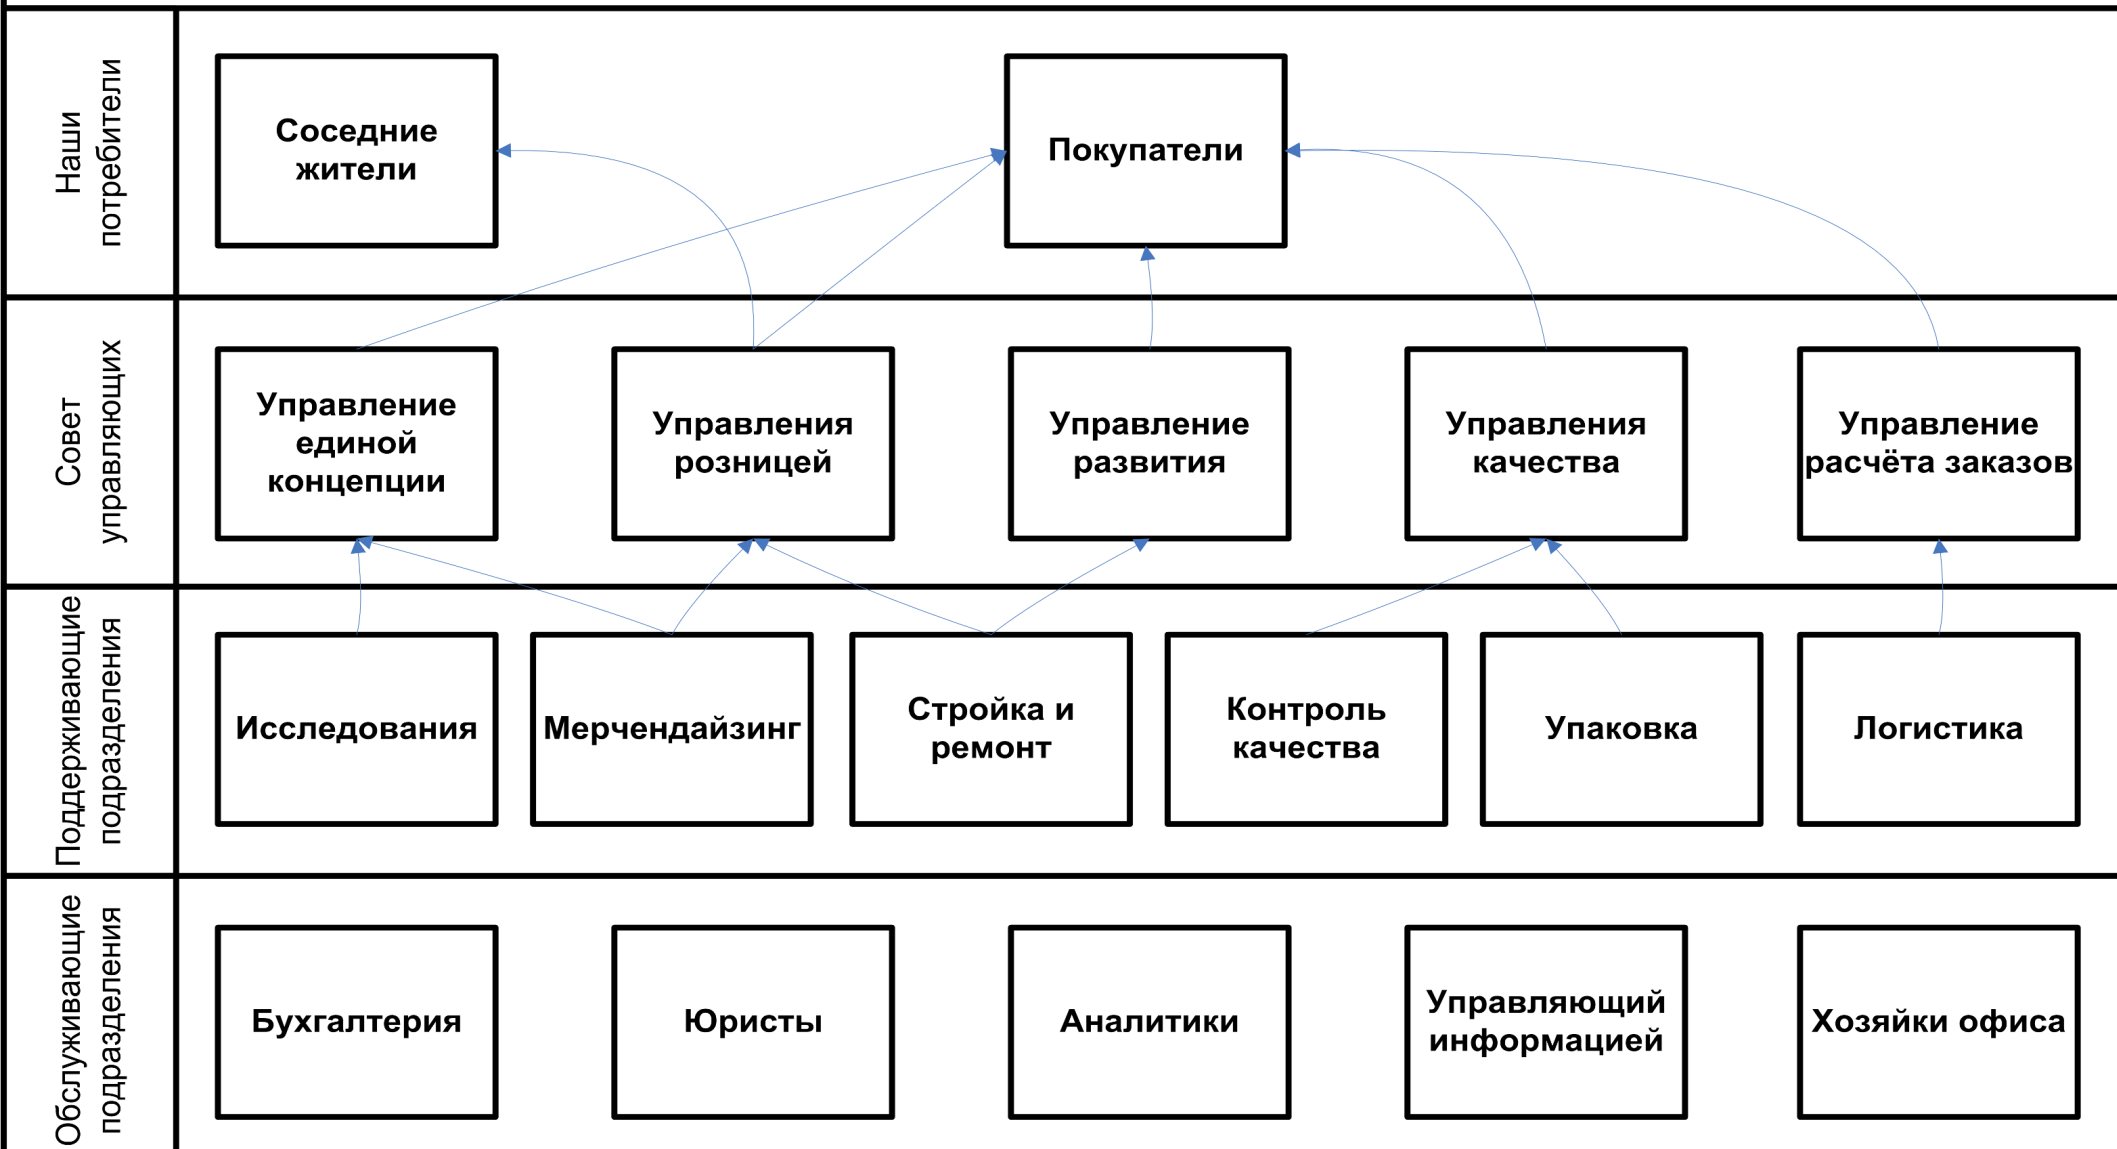 Наши
потребители
Соседние
жители
Покупатели
Совет
управляющих
Управление
единой
концепции
Управления
розницей
Управление
развития
Управления
качества
Управление
расчёта заказов
Поддерживающие
подразделения
Исследования
Мерчендайзинг
Стройка и
ремонт
Контроль
качества
Упаковка
Логистика
Обслуживающие
подразделения
Бухгалтерия
Юристы
Аналитики
Управляющий
информацией
Хозяйки офиса